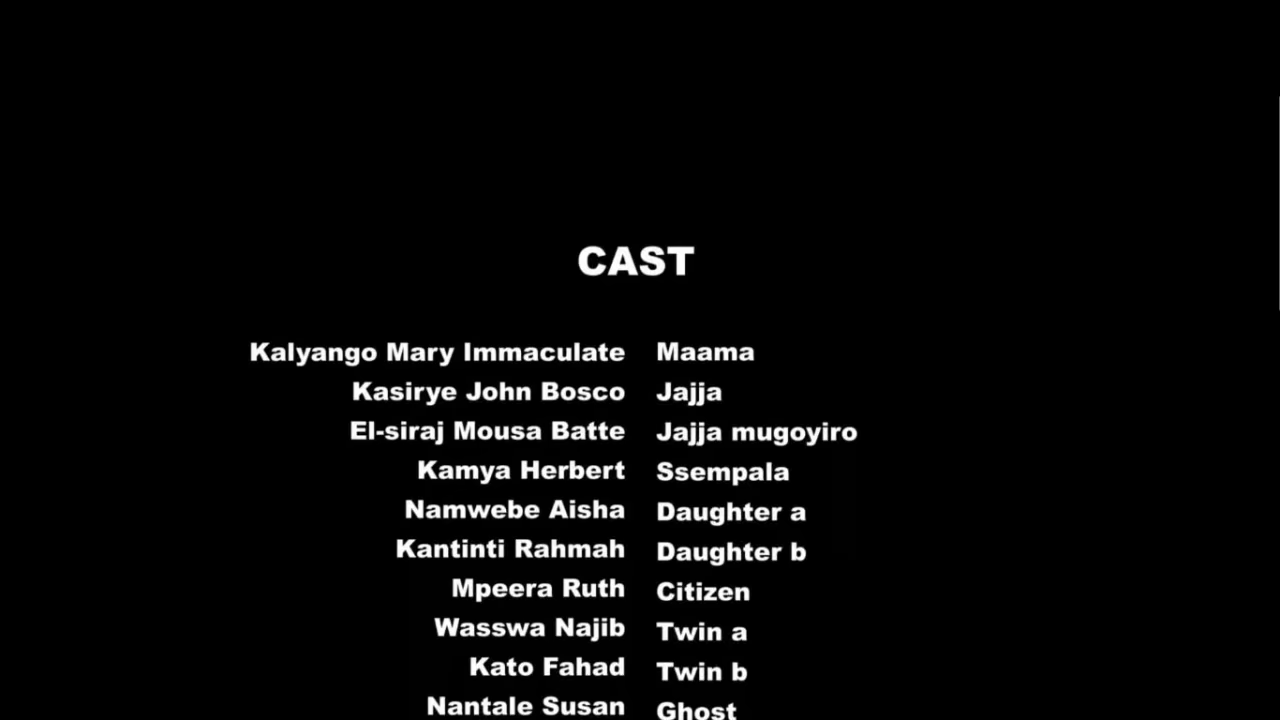 CAST
Kalyango Mary Immaculate Maama
Kasirye John Bosco Jajja
El-siraj Mousa Batte Jajja mugoyiro
Kamya Herbert Ssempala
Namwebe Aisha Daughter a
Kantinti Rahmah Daughter b
Mpeera Ruth Citizen
Wasswa Najib Twin a
Kato Fahad Twin b
Nantale Susan Ghost